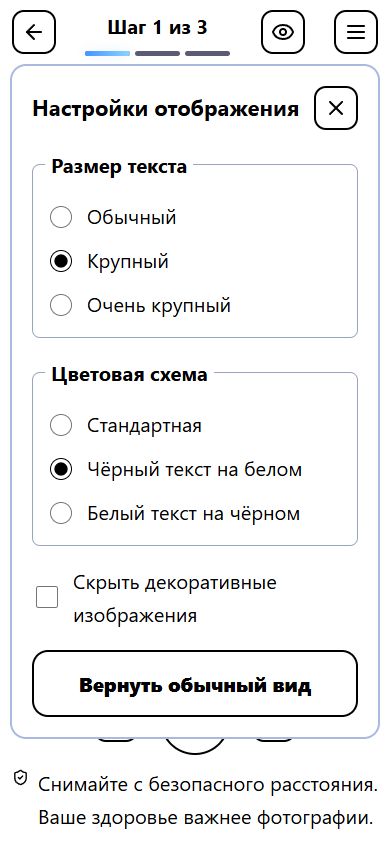 Шаг 1 из 3
Настройки отображения
Размер текста
Обычный
Крупный
Очень крупный
Цветовая схема
Стандартная
Чёрный текст на белом
Белый текст на чёрном
Скрыть декоративные
изображения
Вернуть обычный вид
Снимайте с безопасного расстояния.
Ваше здоровье важнее фотографии.